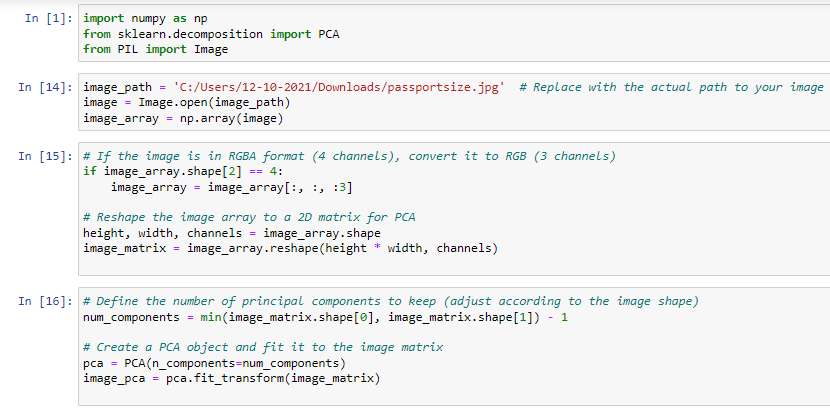 In [1]: import numpy as np
from sklearn.decomposition import PCA
from PIL import Image
In [14]: image_path = 'C:/Users/12-10-2021/Downloads/passportsize.jpg'  # Replace with the actual path to your image
image = Image.open(image_path)
image_array = np.array(image)
In [15]: # If the image is in RGBA format (4 channels), convert it to RGB (3 channels)
if image_array.shape[2] == 4:
    image_array = image_array[:, :, :3]
# Reshape the image array to a 2D matrix for PCA
height, width, channels = image_array.shape
image_matrix = image_array.reshape(height * width, channels)
In [16]: # Define the number of principal components to keep (adjust according to the image shape)
num_components = min(image_matrix.shape[0], image_matrix.shape[1]) - 1
# Create a PCA object and fit it to the image matrix
pca = PCA(n_components=num_components)
image_pca = pca.fit_transform(image_matrix)